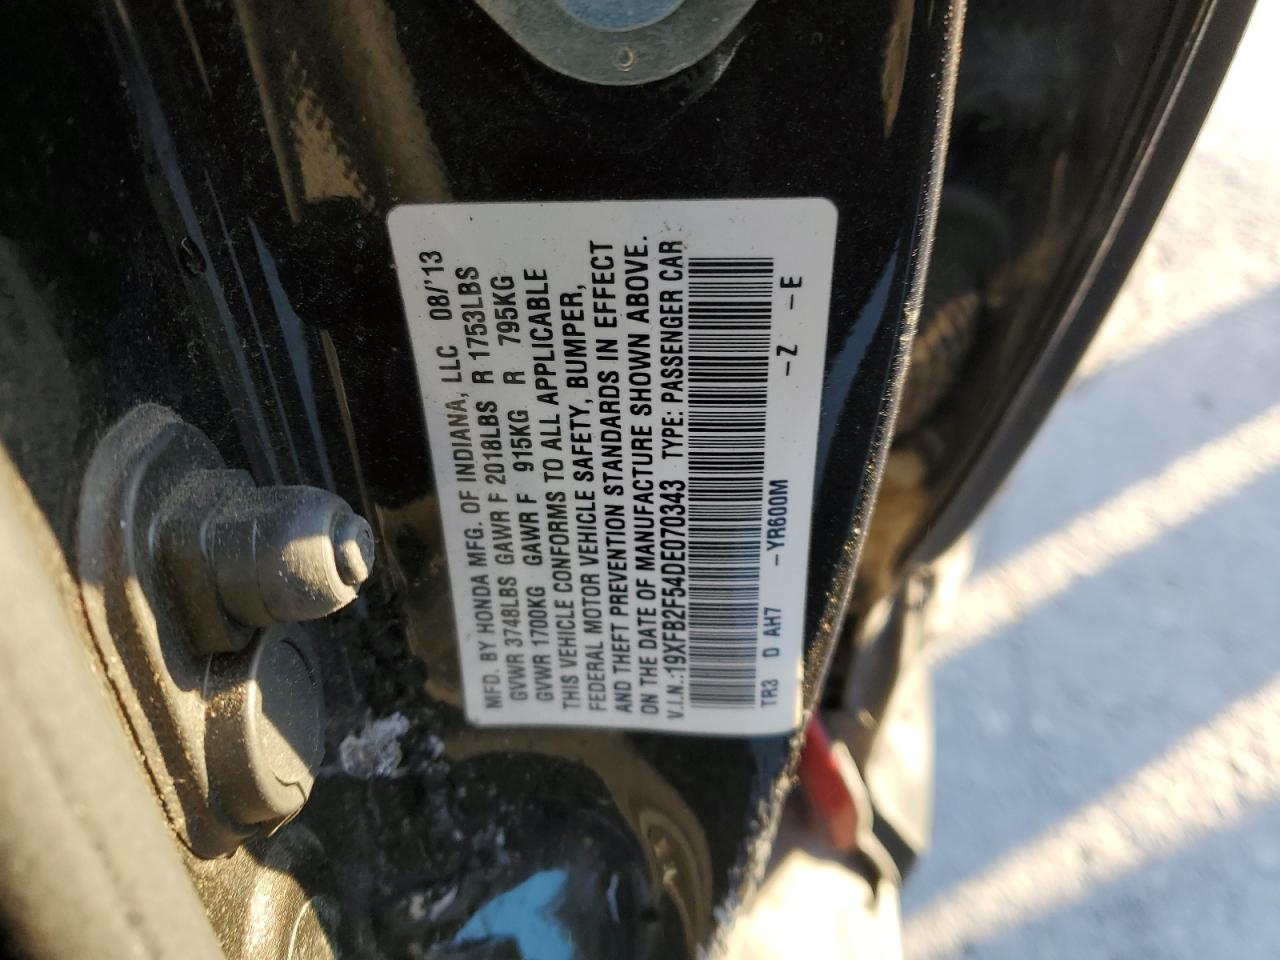 MFD. BY HONDA MFG. OF INDIANA, LLC 08/'13
GVWR 3748LBS GAWR F 2018LBS R 1753LBS
GVWR 1700KG GAWR F 915KG R 795KG
THIS VEHICLE CONFORMS TO ALL APPLICABLE
FEDERAL MOTOR VEHICLE SAFETY, BUMPER,
AND THEFT PREVENTION STANDARDS IN EFFECT
ON THE DATE OF MANUFACTURE SHOWN ABOVE.
V.I.N.:19XFB2F54DE070343 TYPE: PASSENGER CAR
TR3 D AH7 -YR600M -Z -E